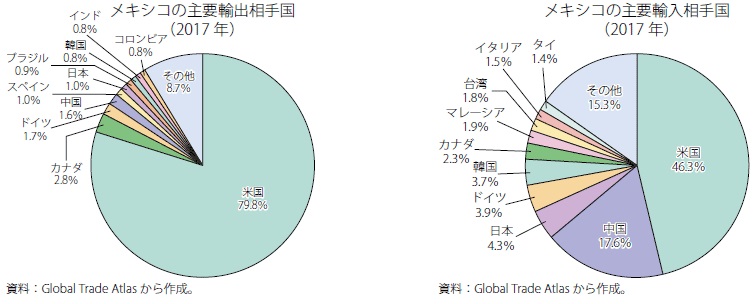 メキシコの主要輸出相手国
（2017 年）
インド
0.8%
コロンビア
0.8%
韓国
0.8%
ブラジル
0.9%
日本
1.0%
スペイン
1.0%
中国
1.6%
ドイツ
1.7%
カナダ
2.8%
その他
8.7%
米国
79.8%
資料：Global Trade Atlas から作成。
メキシコの主要輸入相手国
（2017 年）
タイ
1.4%
イタリア
1.5%
台湾
1.8%
マレーシア
1.9%
カナダ
2.3%
韓国
3.7%
ドイツ
3.9%
日本
4.3%
その他
15.3%
米国
46.3%
中国
17.6%
資料：Global Trade Atlas から作成。